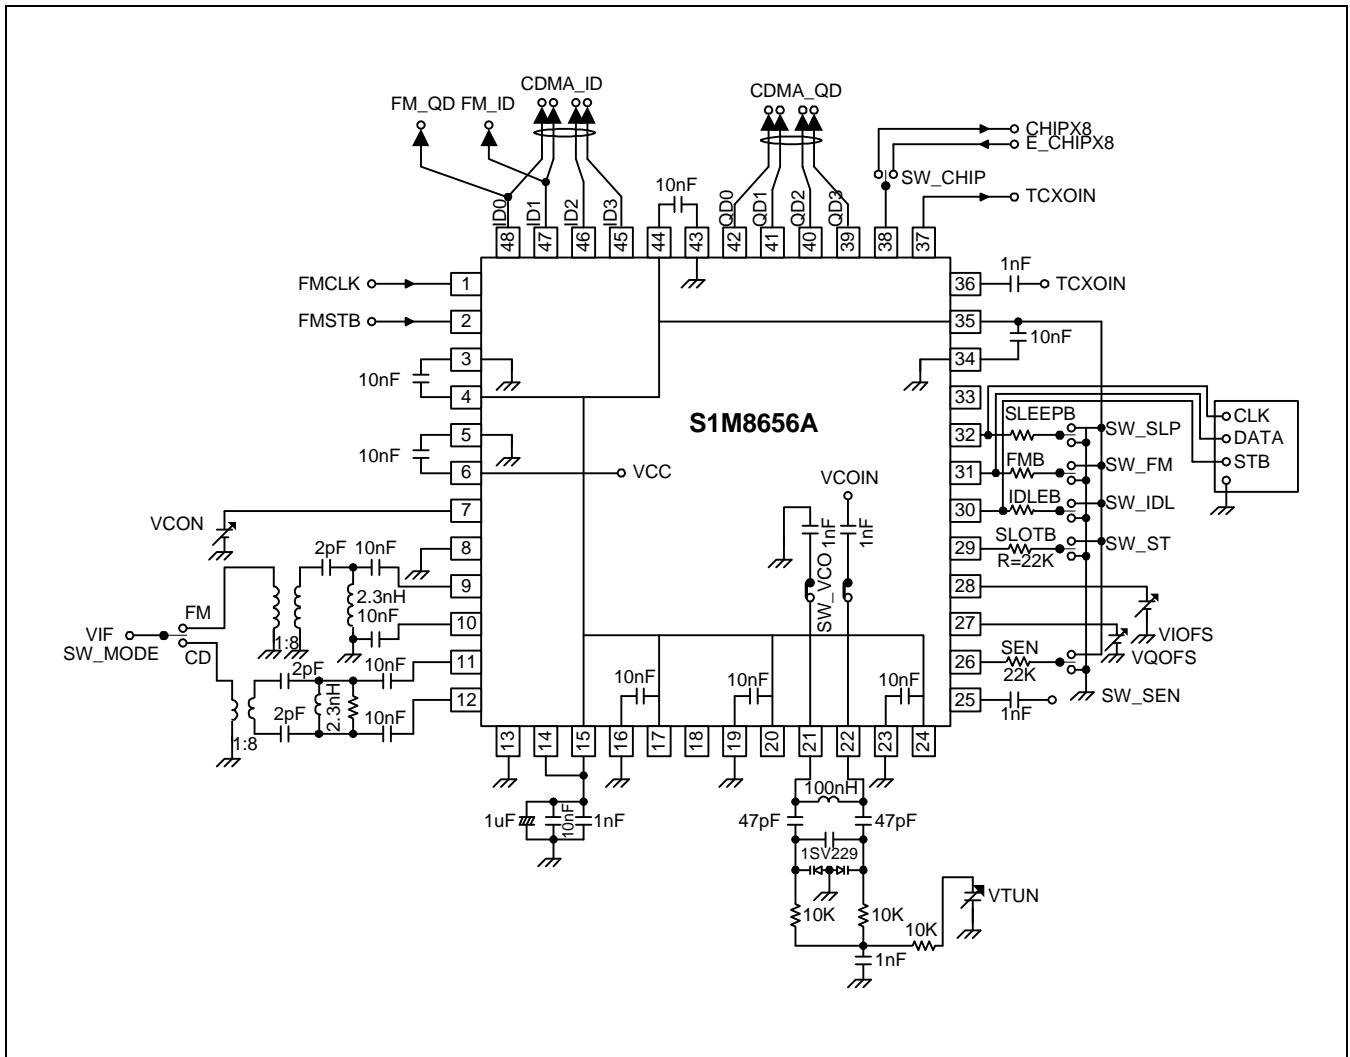 CDMA_ID
CDMA_QD
FM_QD
FM_ID
CHIPX8
E_CHIPX8
SW_CHIP
TCXOIN
10nF
ID0
ID1
ID2
ID3
QD0
QD1
QD2
QD3
48
47
46
45
44
43
42
41
40
39
38
37
FMCLK
1
1nF
36
TCXOIN
FMSTB
2
35
10nF
3
34
10nF
4
33
S1M8656A
SLEEPB
CLK
5
32
SW_SLP
DATA
10nF
6
VCC
31
FMB
SW_FM
STB
VCOIN
IDLEB
VCON
7
30
SW_IDL
1nF
1nF
SLOTB
2pF
10nF
8
29
R=22K
SW_ST
SW_VCO
9
28
2.3nH
FM
10nF
10
27
VIOFS
VIF
SW_MODE
1:8
CD
SEN
VQOFS
2pF
10nF
11
26
22K
10nF
10nF
10nF
2.3nH
12
25
SW_SEN
2pF
10nF
1nF
1:8
13
14
15
16
17
18
19
20
21
22
23
24
100nH
1uF
10nF
1nF
47pF
47pF
1SV229
VTUN
10K
10K
10K
1nF